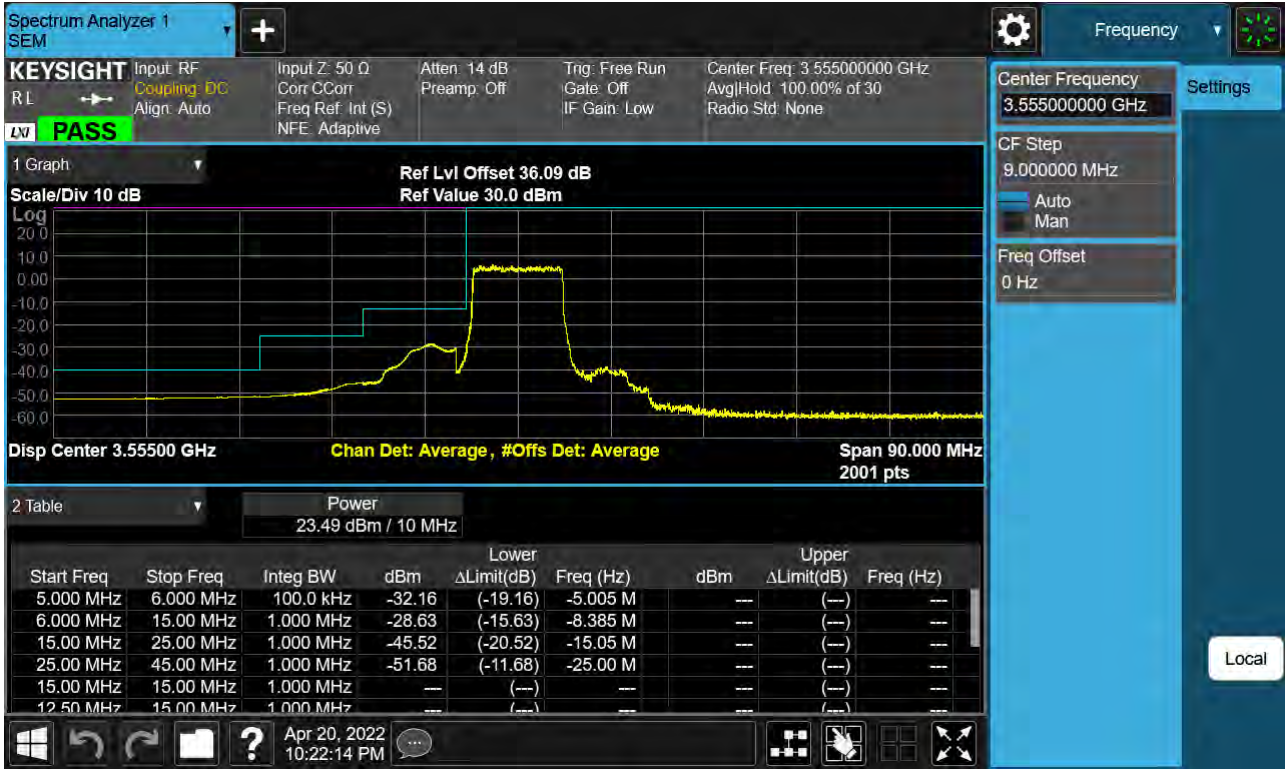 Spectrum Analyzer 1
SEM
Frequency
KEYSIGHT
R L
LXI
PASS
Input: RF
Coupling: DC
Align: Auto
Input Z: 50 Ω
Corr CCorr
Freq Ref: Int (S)
NFE: Adaptive
Atten: 14 dB
Preamp: Off
Trig: Free Run
Gate: Off
IF Gain: Low
Center Freq: 3.555000000 GHz
Avg|Hold: 100.00% of 30
Radio Std: None
Center Frequency
3.555000000 GHz
Settings
CF Step
9.000000 MHz
Auto
Man
Freq Offset
0 Hz
Local
1 Graph
Scale/Div 10 dB
Ref Lvl Offset 36.09 dB
Ref Value 30.0 dBm
Log
20.0
10.0
0.00
-10.0
-20.0
-30.0
-40.0
-50.0
-60.0
Disp Center 3.55500 GHz
Chan Det: Average, #Offs Det: Average
Span 90.000 MHz
2001 pts
2 Table
Power
23.49 dBm / 10 MHz
Lower Upper
Start Freq Stop Freq Integ BW dBm ΔLimit(dB) Freq (Hz) dBm ΔLimit(dB) Freq (Hz)
5.000 MHz 6.000 MHz 100.0 kHz -32.16 (-19.16) -5.005 M --- (---) ---
6.000 MHz 15.00 MHz 1.000 MHz -28.63 (-15.63) -8.385 M --- (---) ---
15.00 MHz 25.00 MHz 1.000 MHz -45.52 (-20.52) -15.05 M --- (---) ---
25.00 MHz 45.00 MHz 1.000 MHz -51.68 (-11.68) -25.00 M --- (---) ---
15.00 MHz 15.00 MHz 1.000 MHz --- (---) --- --- (---) ---
12.50 MHz 15.00 MHz 1.000 MHz --- (---) --- --- (---) ---
?
Apr 20, 2022
10:22:14 PM